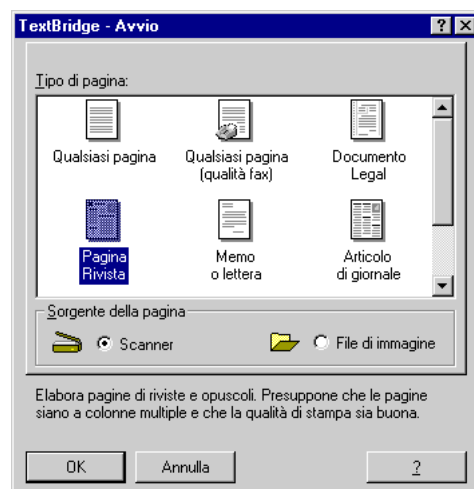 TextBridge - Avvio
Tipo di pagina:
Qualsiasi pagina
Qualsiasi pagina
(qualità fax)
Documento
Legal
Pagina
Rivista
Memo
o lettera
Articolo
di giornale
Sorgente della pagina
Scanner
File di immagine
Elabora pagine di riviste e opuscoli. Presuppone che le pagine
siano a colonne multiple e che la qualità di stampa sia buona.
OK
Annulla
?